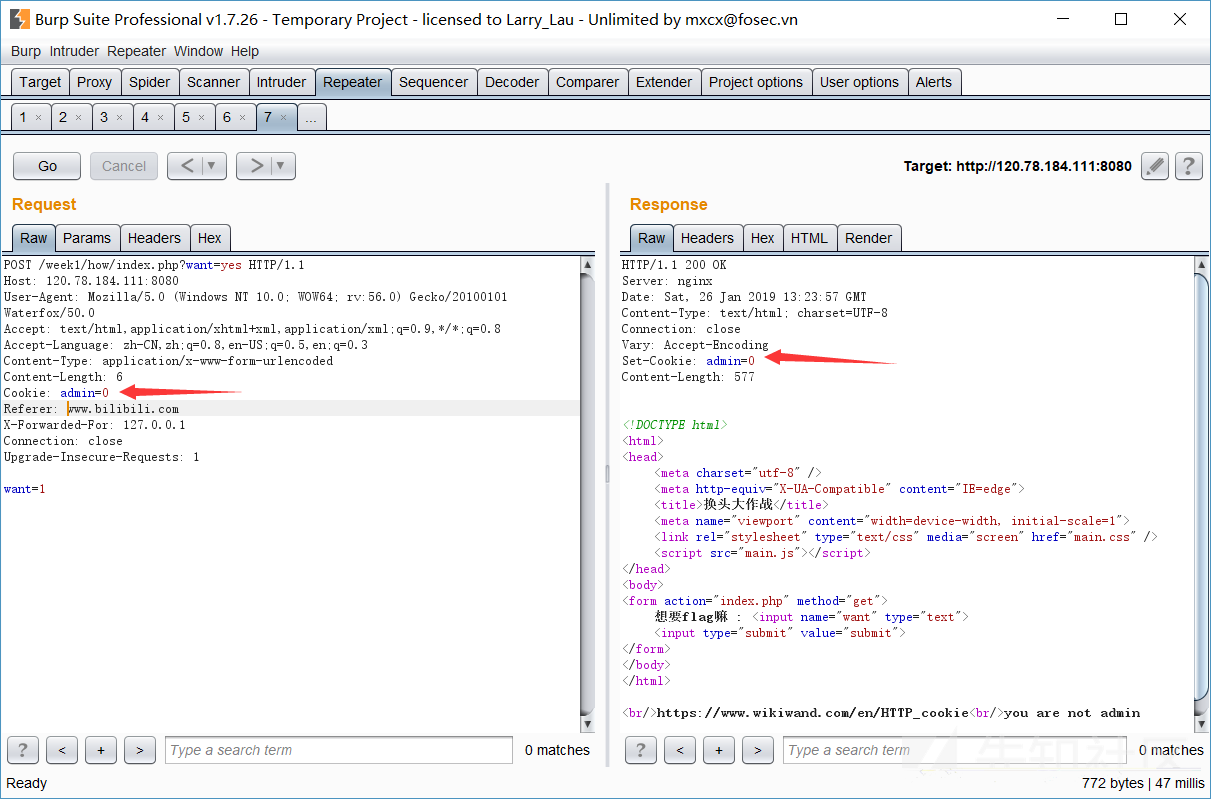 Burp Suite Professional v1.7.26 - Temporary Project - licensed to Larry_Lau - Unlimited by mxcx@fosec.vn
Burp Intruder Repeater Window Help
Target Proxy Spider Scanner Intruder Repeater Sequencer Decoder Comparer Extender Project options User options Alerts
1 × 2 × 3 × 4 × 5 × 6 × 7 × ...
Go Cancel < ▼ > ▼ Target: http://120.78.184.111:8080 ?
Request
Raw Params Headers Hex
POST /week1/how/index.php?want=yes HTTP/1.1
Host: 120.78.184.111:8080
User-Agent: Mozilla/5.0 (Windows NT 10.0; WOW64; rv:56.0) Gecko/20100101
Waterfox/50.0
Accept: text/html,application/xhtml+xml,application/xml;q=0.9,*/*;q=0.8
Accept-Language: zh-CN,zh;q=0.8,en-US;q=0.5,en;q=0.3
Content-Type: application/x-www-form-urlencoded
Content-Length: 6
Cookie: admin=0
Referer: www.bilibili.com
X-Forwarded-For: 127.0.0.1
Connection: close
Upgrade-Insecure-Requests: 1
want=1
? < + > Type a search term 0 matches
Response
Raw Headers Hex HTML Render
HTTP/1.1 200 OK
Server: nginx
Date: Sat, 26 Jan 2019 13:23:57 GMT
Content-Type: text/html; charset=UTF-8
Connection: close
Vary: Accept-Encoding
Set-Cookie: admin=0
Content-Length: 577
<!DOCTYPE html>
<html>
<head>
<meta charset="utf-8" />
<meta http-equiv="X-UA-Compatible" content="IE=edge">
<title>换头大作战</title>
<meta name="viewport" content="width=device-width, initial-scale=1">
<link rel="stylesheet" type="text/css" media="screen" href="main.css" />
<script src="main.js"></script>
</head>
<body>
<form action="index.php" method="get">
想要flag嘛 : <input name="want" type="text">
<input type="submit" value="submit">
</form>
</body>
</html>
<br/>https://www.wikiwand.com/en/HTTP_cookie<br/>you are not admin
? < + > Type a search term 0 matches
先知社区
Ready 772 bytes | 47 millis